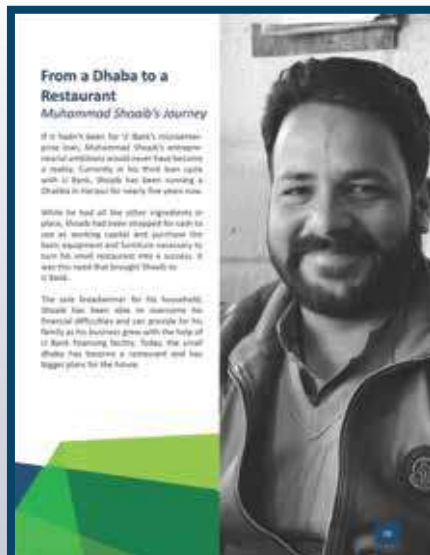 From a Dhaba to a
Restaurant
Muhammad Shoaib's Journey
If it hadn't been for U Bank's microenter-
prise loan, Muhammad Shoaib's entrepre-
neurial ambitions would never have become
a reality. Currently in his third loan cycle
with U Bank, Shoaib has been running a
Dhabba in Haripur for nearly five years now.
While he had all the other ingredients in
place, Shoaib had been strapped for cash to
use as working capital and purchase the
basic equipment and furniture necessary to
turn his small restaurant into a success. It
was this need that brought Shoaib to
U Bank.
The sole breadwinner for his household,
Shoaib has been able to overcome his
financial difficulties and can provide for his
family as his business grew with the help of
U Bank financing facility. Today, the small
dhaba has become a restaurant and has
bigger plans for the future.